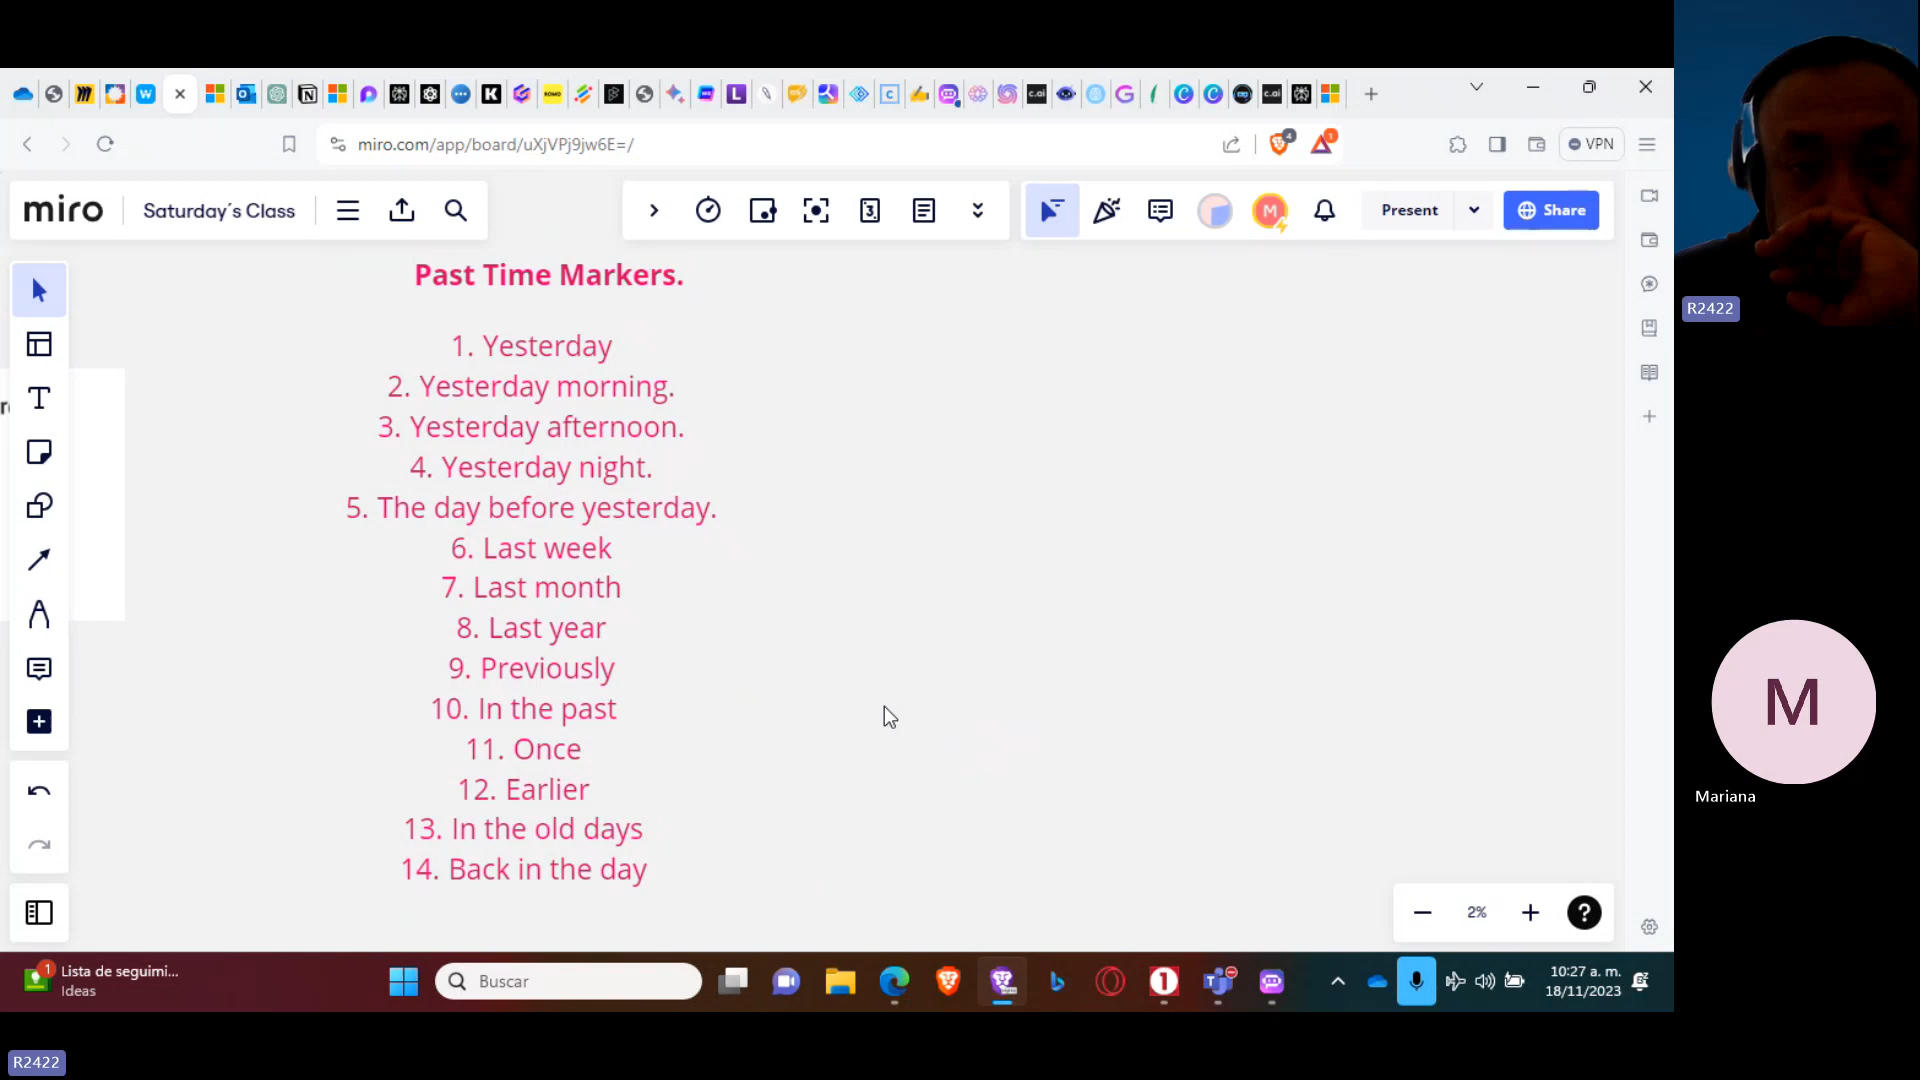 miro.com/app/board/uXjVPj9jw6E=/
VPN
miro
Saturday´s Class
M
Present
Share
R2422
Past Time Markers.
1. Yesterday
2. Yesterday morning.
3. Yesterday afternoon.
4. Yesterday night.
5. The day before yesterday.
6. Last week
7. Last month
8. Last year
9. Previously
10. In the past
11. Once
12. Earlier
13. In the old days
14. Back in the day
M
Mariana
2%
?
1
Lista de seguimi...
Ideas
Buscar
10:27 a. m.
18/11/2023
R2422